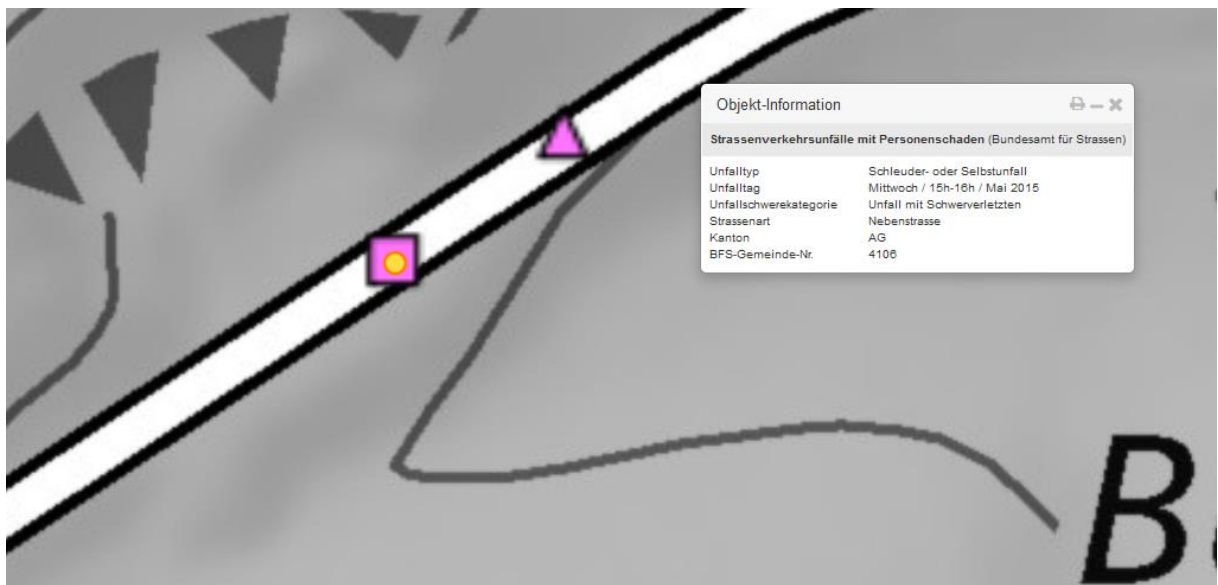 Objekt-Information
Strassenverkehrsunfälle mit Personenschaden (Bundesamt für Strassen)
Unfalltyp Schleuder- oder Selbstunfall
Unfalltag Mittwoch / 15h-16h / Mai 2015
Unfallschwerekategorie Unfall mit Schwerverletzten
Strassenart Nebenstrasse
Kanton AG
BFS-Gemeinde-Nr. 4106
B